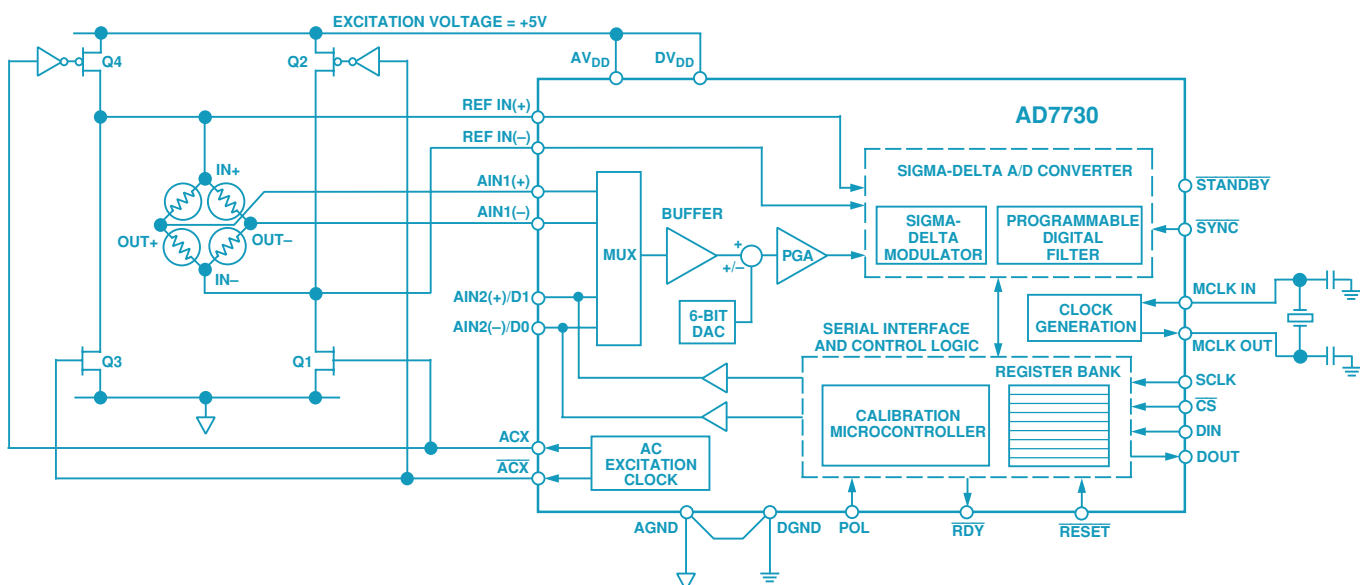 EXCITATION VOLTAGE = +5V
Q4
Q2
AVDD
DVDD
AD7730
REF IN(+)
REF IN(–)
AIN1(+)
AIN1(–)
IN+
OUT+
OUT–
IN–
MUX
BUFFER
+
+/–
PGA
6-BIT
DAC
SIGMA-DELTA A/D CONVERTER
SIGMA-
DELTA
MODULATOR
PROGRAMMABLE
DIGITAL
FILTER
STANDBY
SYNC
AIN2(+)/D1
AIN2(–)/D0
CLOCK
GENERATION
MCLK IN
MCLK OUT
SERIAL INTERFACE
AND CONTROL LOGIC
REGISTER BANK
CALIBRATION
MICROCONTROLLER
SCLK
CS
DIN
DOUT
Q3
Q1
ACX
ACX
AC
EXCITATION
CLOCK
AGND
DGND
POL
RDY
RESET